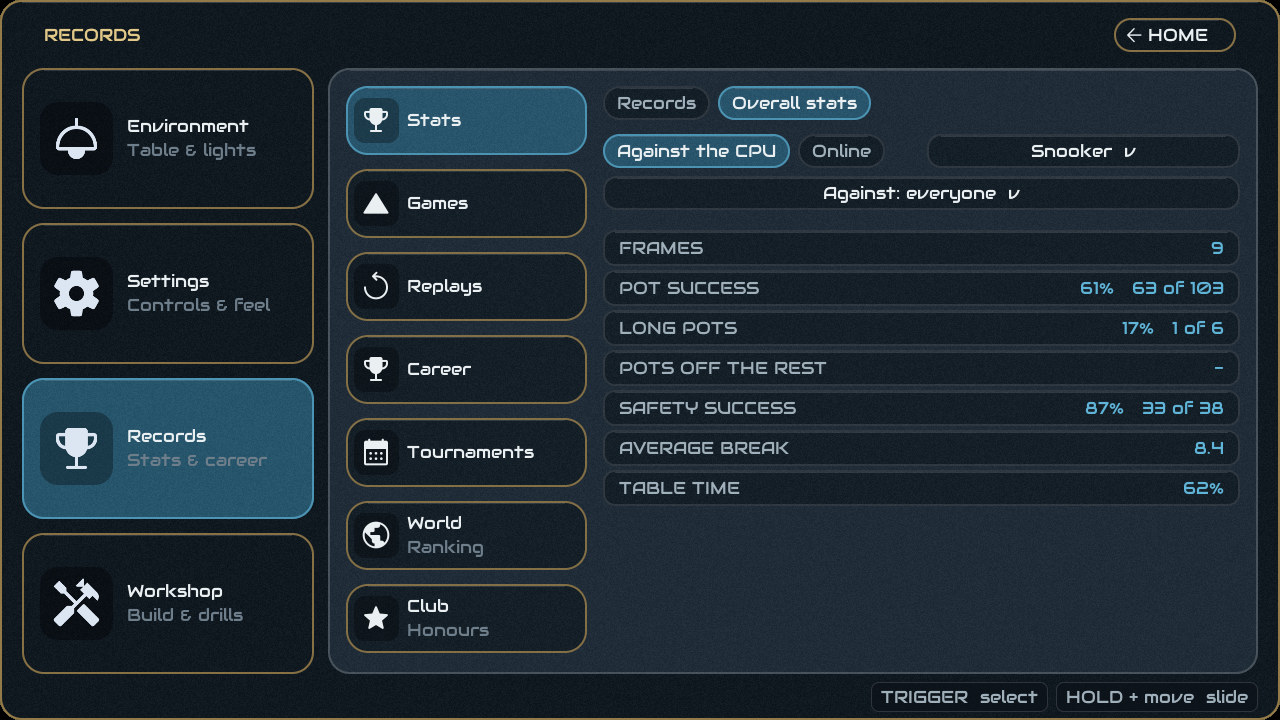 RECORDS
← HOME
Environment
Table & lights
Settings
Controls & feel
Records
Stats & career
Workshop
Build & drills
Stats
Games
Replays
Career
Tournaments
World
Ranking
Club
Honours
Records
Overall stats
Against the CPU
Online
Snooker v
Against: everyone v
FRAMES 9
POT SUCCESS 61% 63 of 103
LONG POTS 17% 1 of 6
POTS OFF THE REST -
SAFETY SUCCESS 87% 33 of 38
AVERAGE BREAK 8.4
TABLE TIME 62%
TRIGGER select
HOLD + move slide